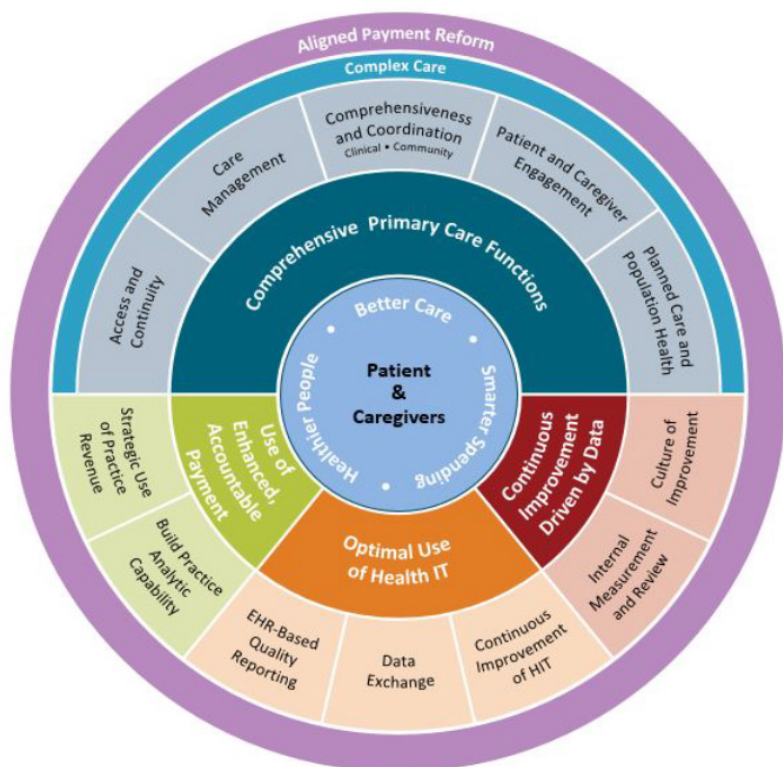 Aligned Payment Reform
Complex Care
Access and
Continuity
Care
Management
Comprehensiveness
and Coordination
Clinical • Community
Patient and Caregiver
Engagement
Planned Care and
Population Health
Comprehensive Primary Care Functions
Healthier People • Better Care • Smarter Spending •
Patient
&
Caregivers
Use of
Enhanced,
Accountable
Payment
Optimal Use
of Health IT
Continuous
Improvement
Driven by Data
Strategic Use
of Practice
Revenue
Build Practice
Analytic
Capability
EHR-Based
Quality
Reporting
Data
Exchange
Continuous
Improvement
of HIT
Internal
Measurement
and Review
Culture of
Improvement